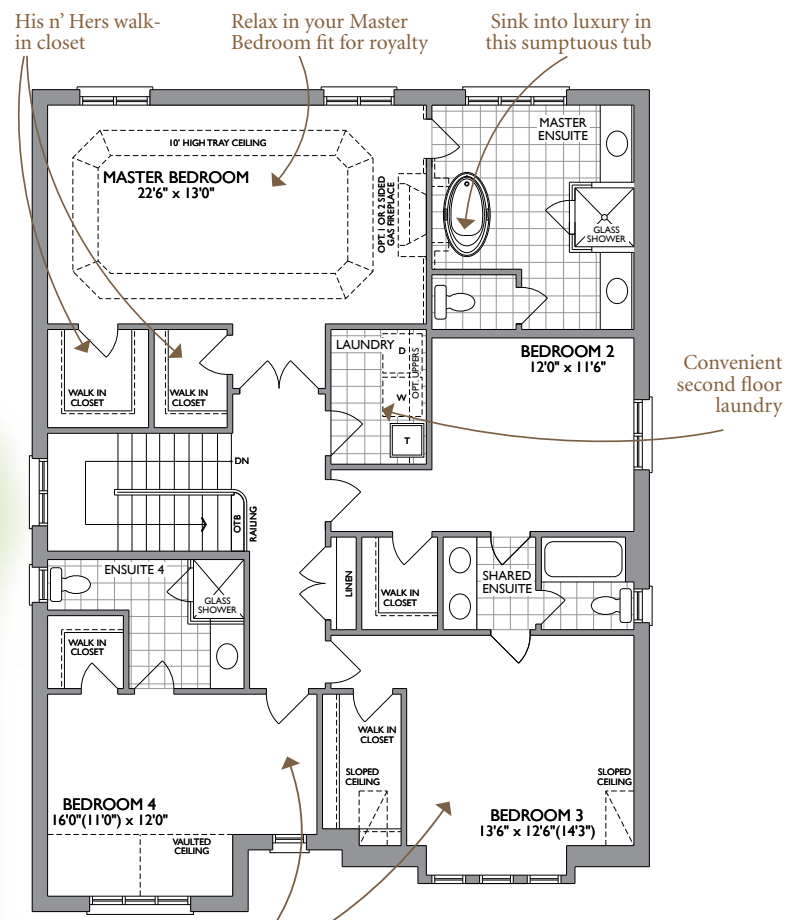 His n' Hers walk-
in closet
Relax in your Master
Bedroom fit for royalty
Sink into luxury in
this sumptuous tub
10' HIGH TRAY CEILING
MASTER BEDROOM
22'6" x 13'0"
OPT. 1 OR 2 SIDED
GAS FIREPLACE
MASTER
ENSUITE
GLASS
SHOWER
WALK IN
CLOSET
WALK IN
CLOSET
LAUNDRY
D
W
OPT. UPPERS
T
BEDROOM 2
12'0" x 11'6"
Convenient
second floor
laundry
DN
OTB
RAILING
ENSUITE 4
GLASS
SHOWER
LINEN
WALK IN
CLOSET
SHARED
ENSUITE
WALK IN
CLOSET
WALK IN
CLOSET
SLOPED
CEILING
SLOPED
CEILING
BEDROOM 4
16'0"(11'0") x 12'0"
VAULTED
CEILING
BEDROOM 3
13'6" x 12'6"(14'3")